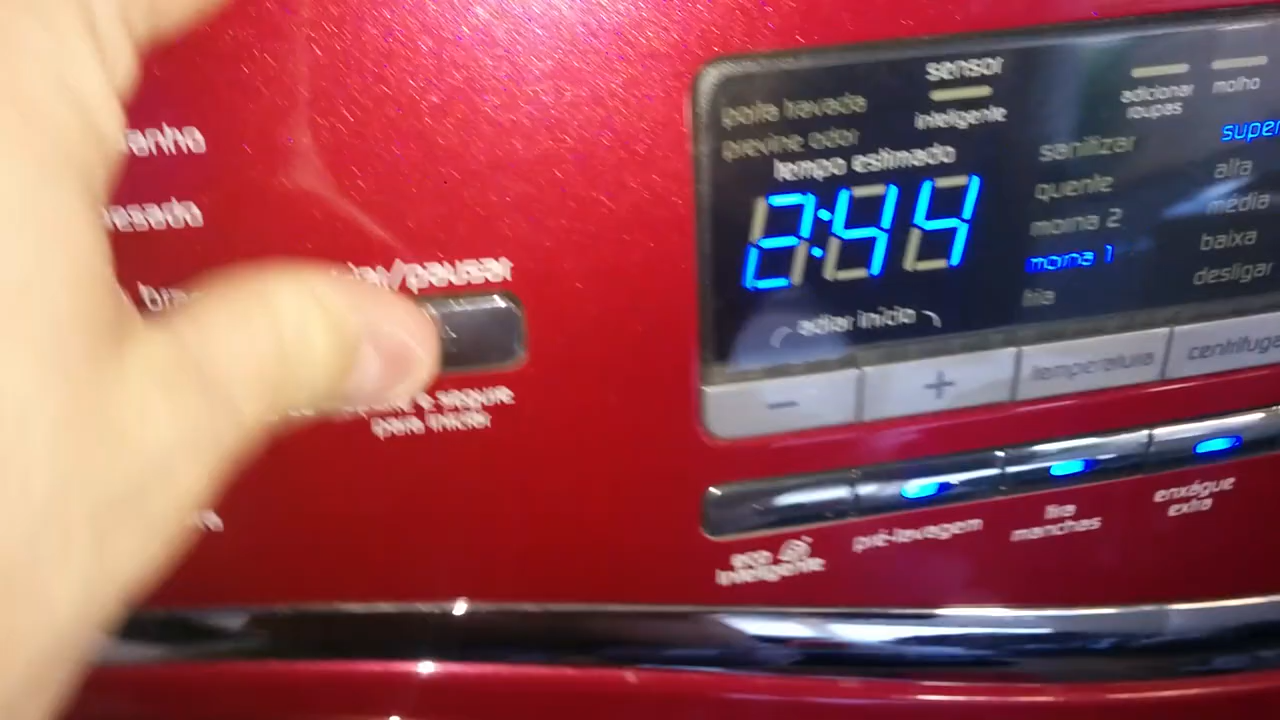 sensor
inteligente
porta travada
previne odor
tempo estimado
2:44
adiar início
adicionar
roupas
molho
sanitizar
quente
morna 1
morna 2
fria
super
alta
média
baixa
desligar
-
+
temperatura
centrifuga
/pausar
e segure
para iniciar
eco
inteligente
pré-lavagem
tira
manchas
enxágue
extra